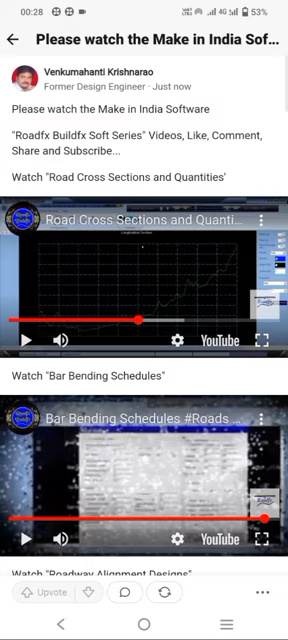 00:28
4G
53%
Please watch the Make in India Sof...
Venkumahanti Krishnarao
Former Design Engineer · Just now
Please watch the Make in India Software
"Roadfx Buildfx Soft Series" Videos, Like, Comment,
Share and Subscribe...
Watch "Road Cross Sections and Quantities'
Road Cross Sections and Quanti...
Longitudinal Section
YouTube
Watch "Bar Bending Schedules"
Bar Bending Schedules #Roads ...
YouTube
Watch "Roadway Alignment Designs"
Upvote